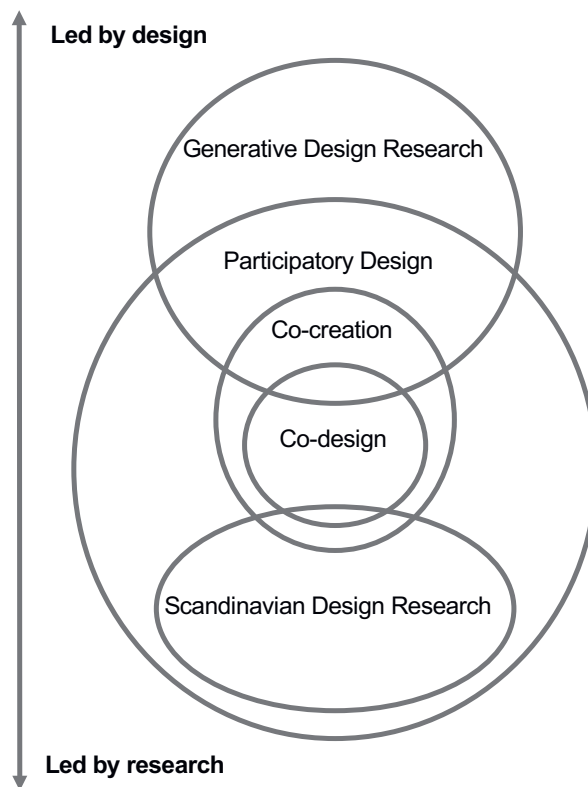 Led by design
Generative Design Research
Participatory Design
Co-creation
Co-design
Scandinavian Design Research
Led by research